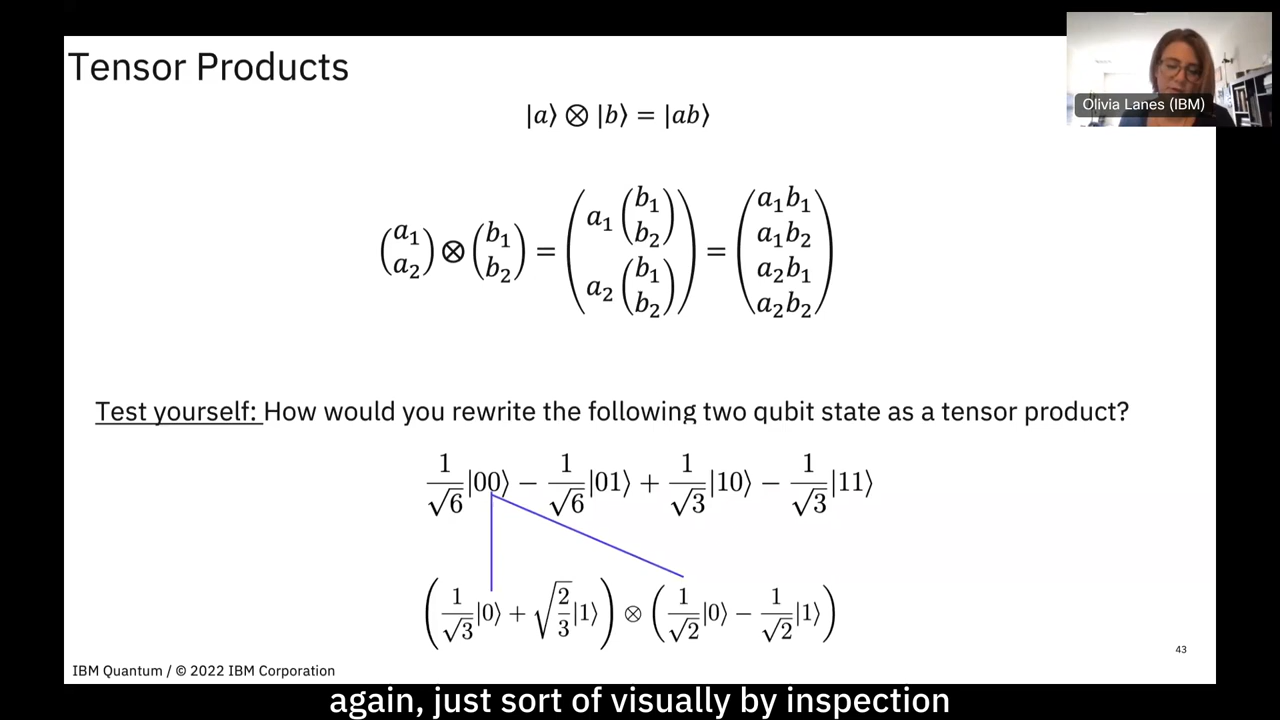 Tensor Products
Olivia Lanes (IBM)
|a⟩ ⊗ |b⟩ = |ab⟩
(a₁ a₂) ⊗ (b₁ b₂) = (a₁ (b₁ b₂) a₂ (b₁ b₂)) = (a₁b₁ a₁b₂ a₂b₁ a₂b₂)
Test yourself: How would you rewrite the following two qubit state as a tensor product?
1/√6 |00⟩ − 1/√6 |01⟩ + 1/√3 |10⟩ − 1/√3 |11⟩
(1/√3 |0⟩ + √(2/3) |1⟩) ⊗ (1/√2 |0⟩ − 1/√2 |1⟩)
43
IBM Quantum / © 2022 IBM Corporation
again, just sort of visually by inspection